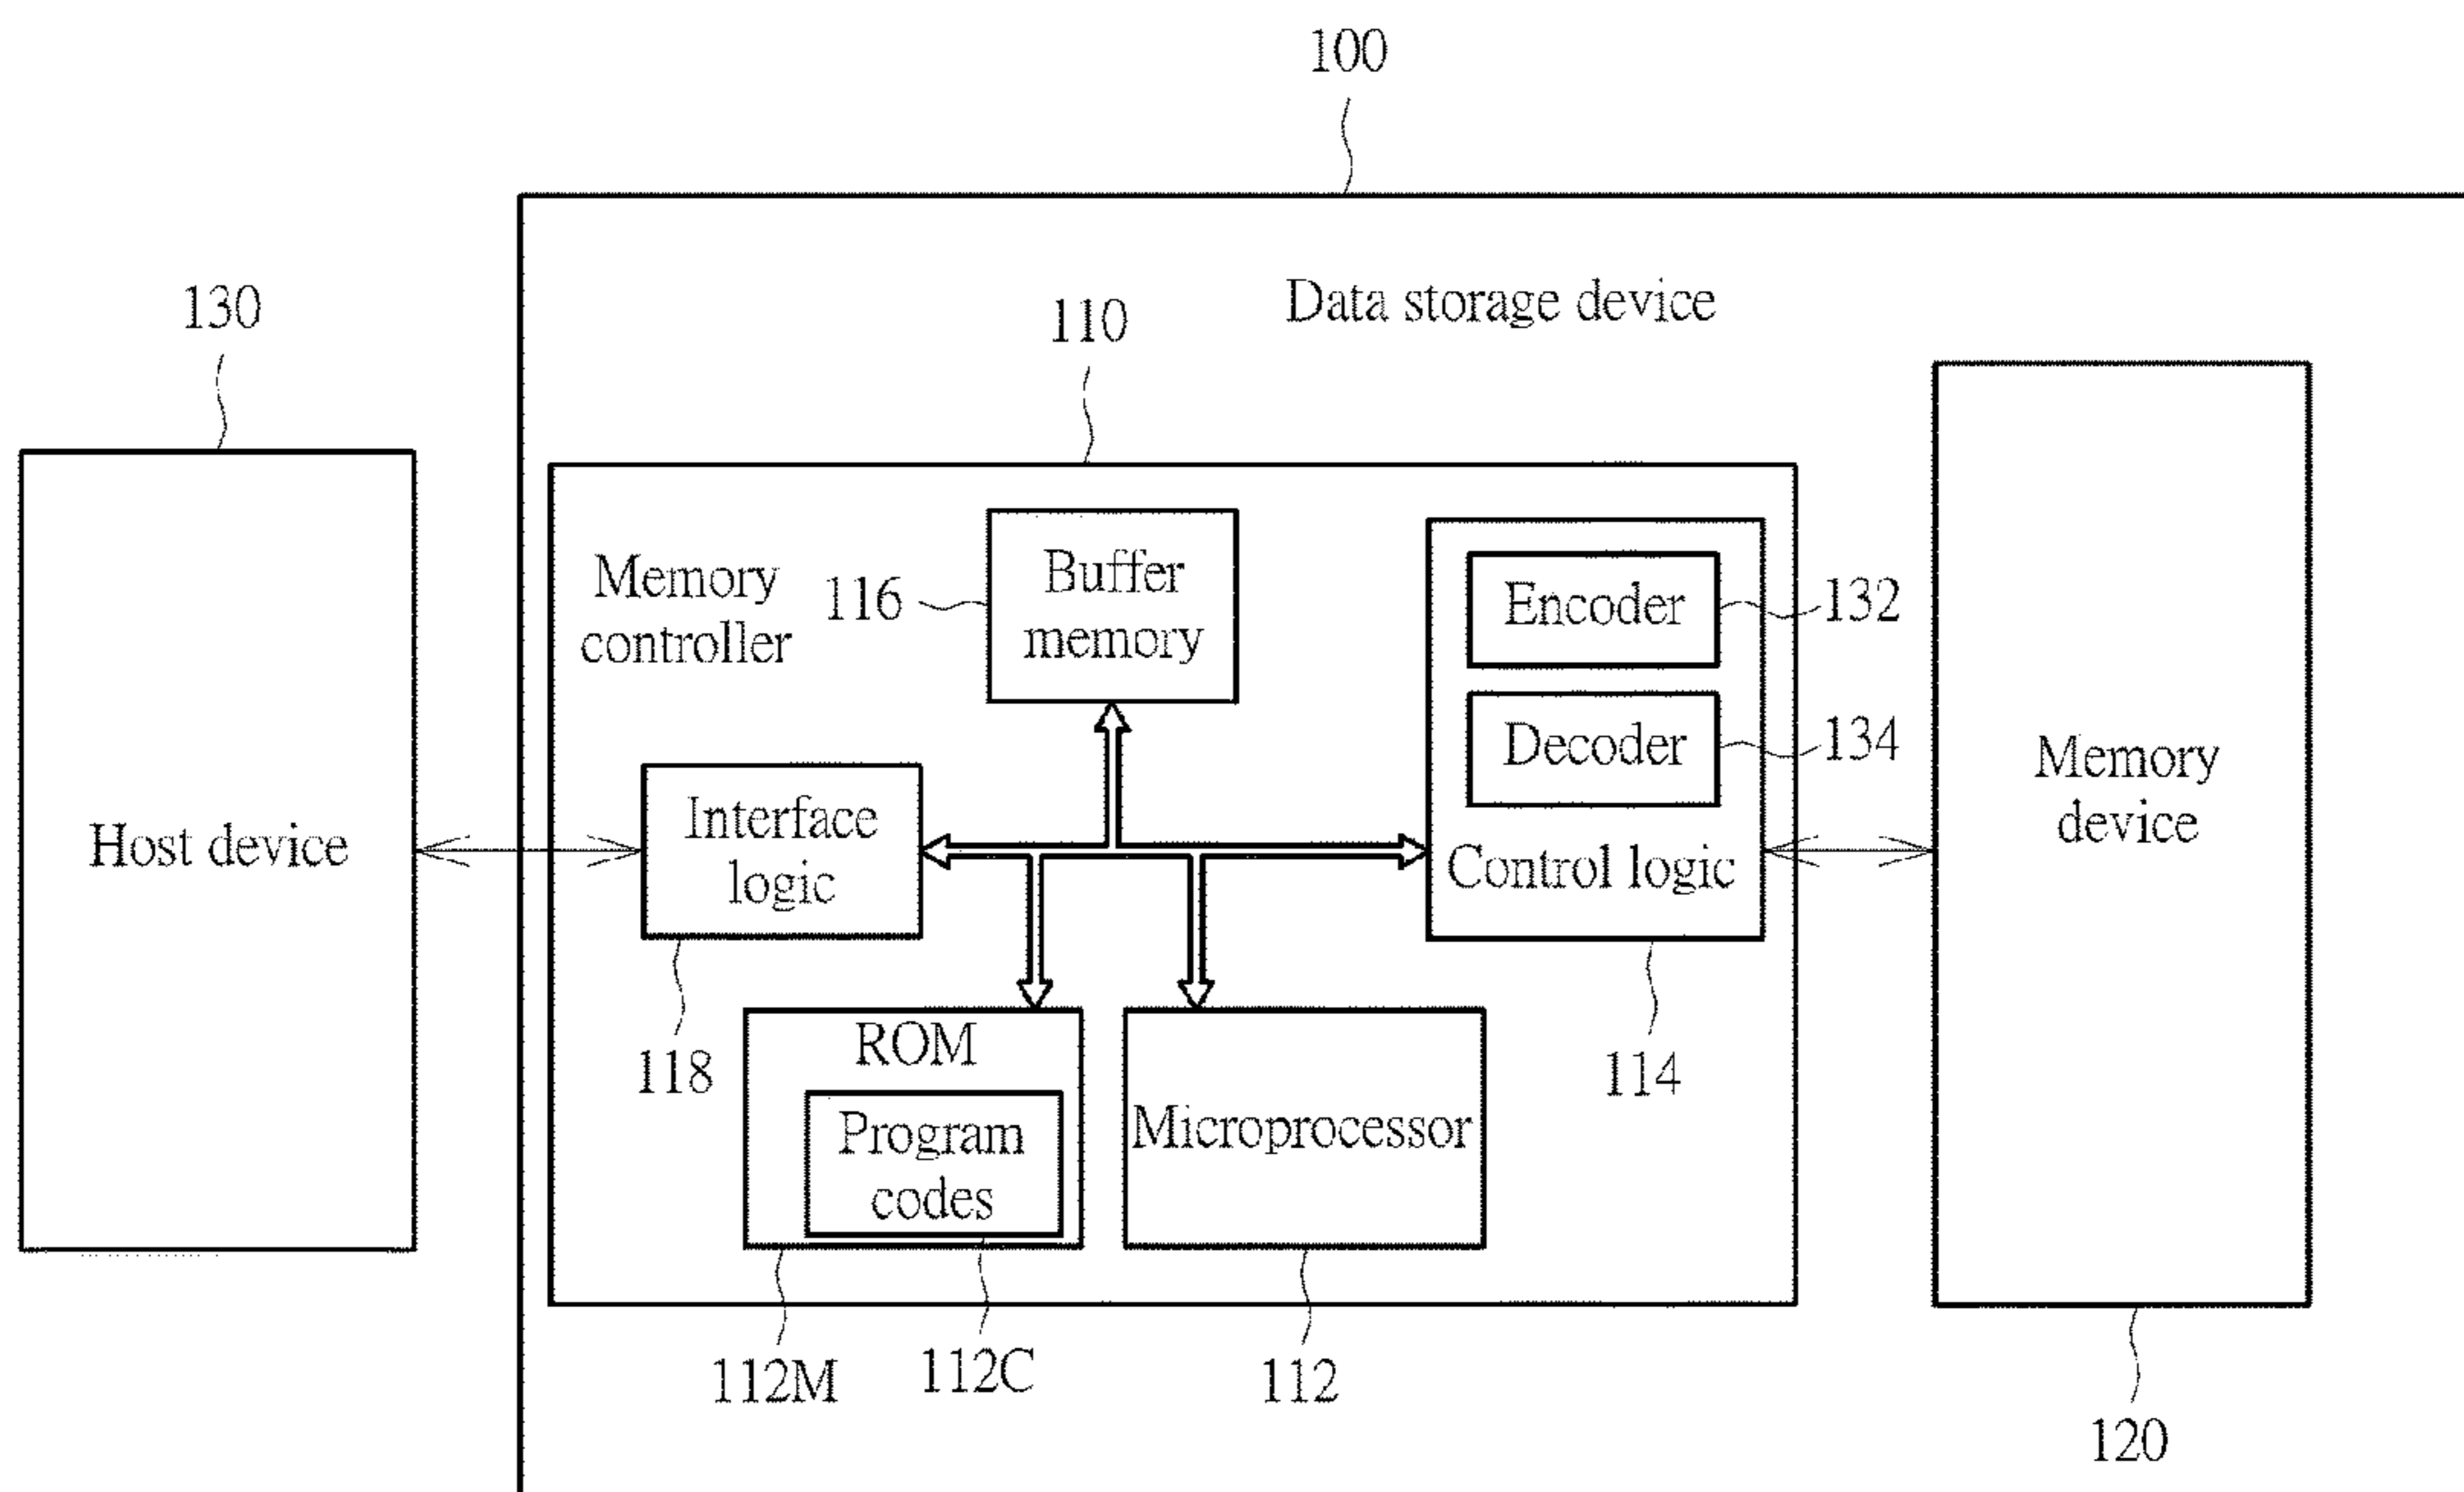 100
Data storage device
130
110
Memory
controller
116
Buffer
memory
Encoder
132
Decoder
134
Control logic
Memory
device
Host device
Interface
logic
118
114
ROM
Program
codes
Microprocessor
112M
112C
112
120